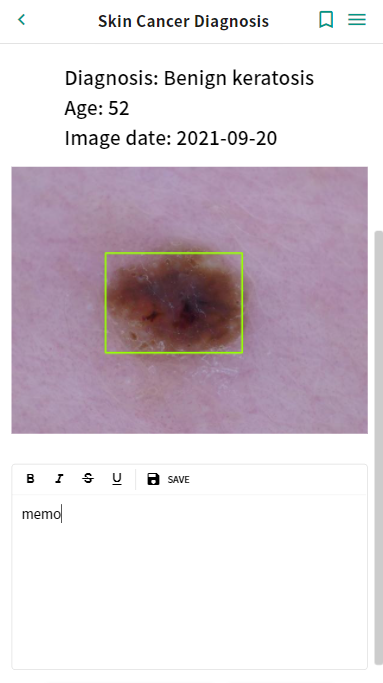 Skin Cancer Diagnosis
Diagnosis: Benign keratosis
Age: 52
Image date: 2021-09-20
B I S U SAVE
memo